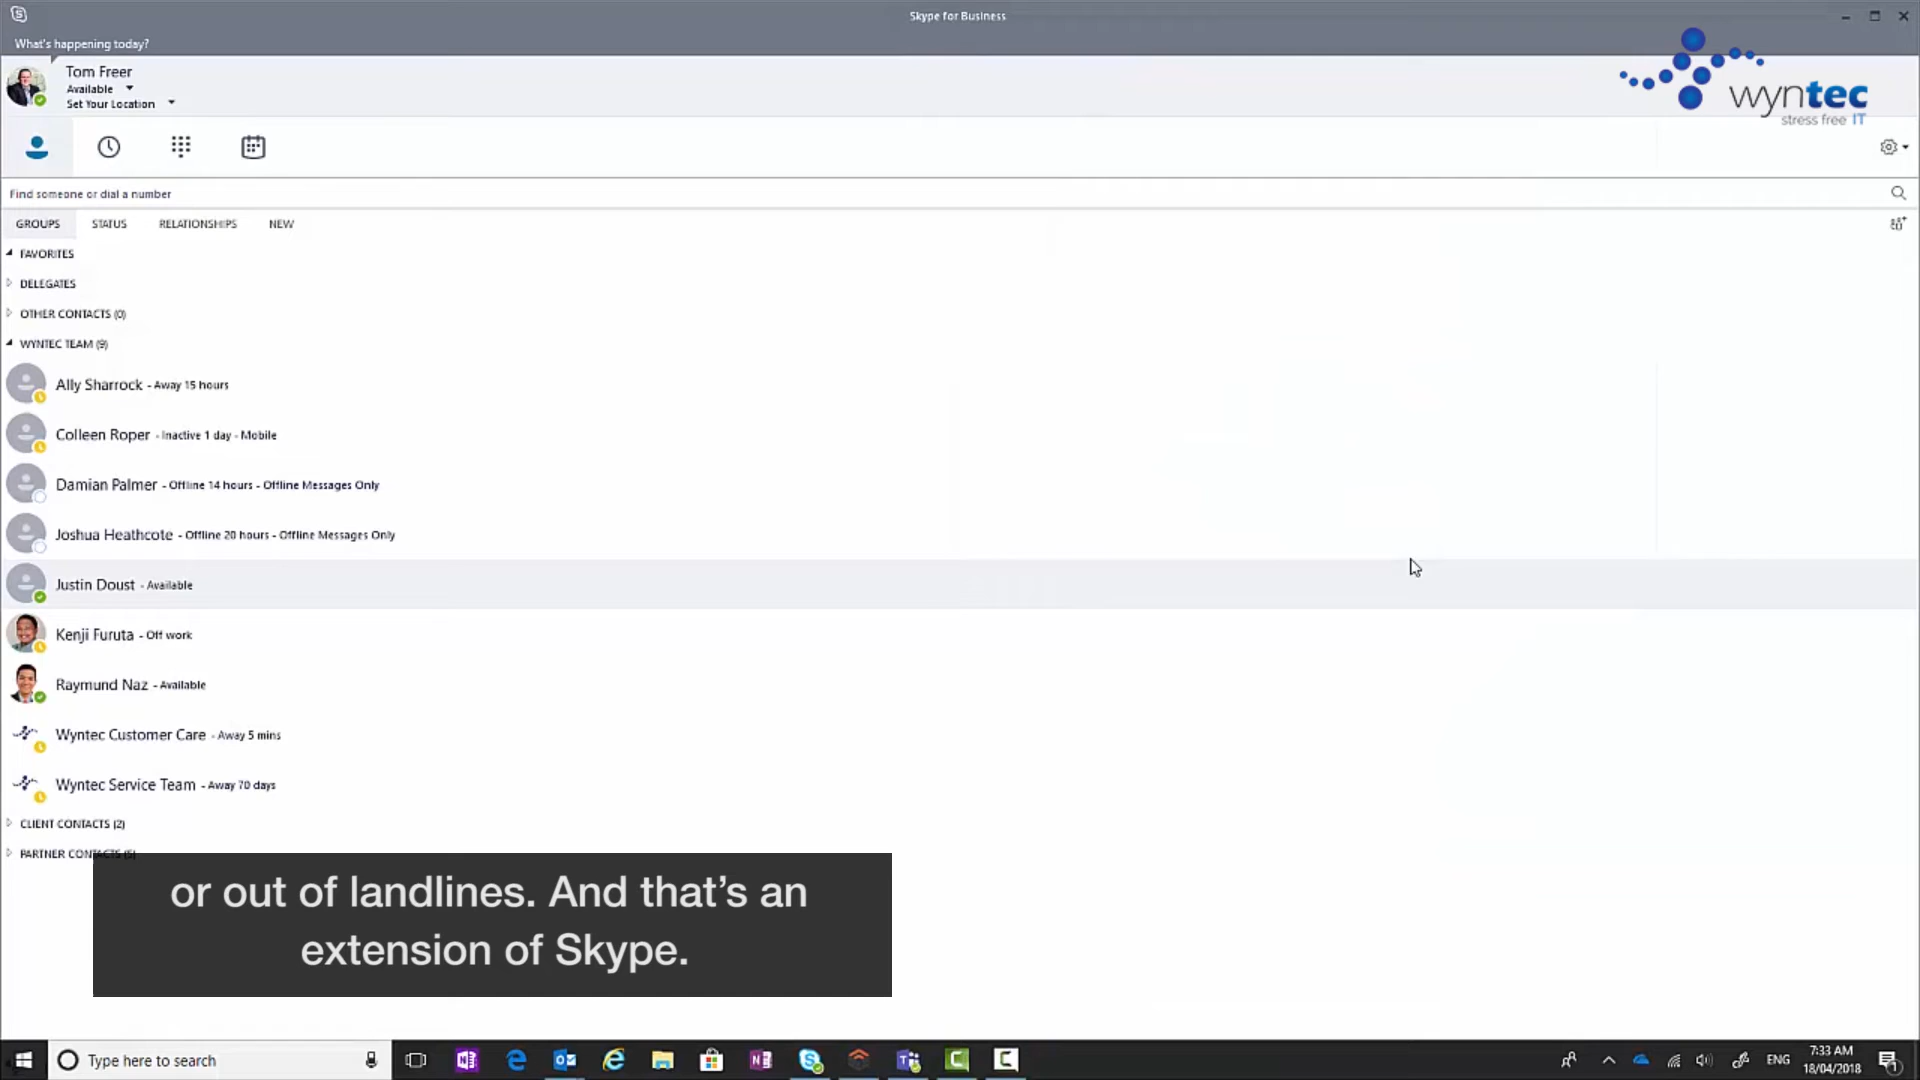 Skype for Business
What's happening today?
Tom Freer
Available
Set Your Location
wyntec
stress free IT
Find someone or dial a number
GROUPS STATUS RELATIONSHIPS NEW
FAVORITES
DELEGATES
OTHER CONTACTS (0)
WYNTEC TEAM (9)
Ally Sharrock - Away 15 hours
Colleen Roper - Inactive 1 day - Mobile
Damian Palmer - Offline 14 hours - Offline Messages Only
Joshua Heathcote - Offline 20 hours - Offline Messages Only
Justin Doust - Available
Kenji Furuta - Off work
Raymund Naz - Available
Wyntec Customer Care - Away 5 mins
Wyntec Service Team - Away 70 days
CLIENT CONTACTS (2)
PARTNER CONTACTS (5)
or out of landlines. And that's an
extension of Skype.
Type here to search
ENG
7:33 AM
18/04/2018